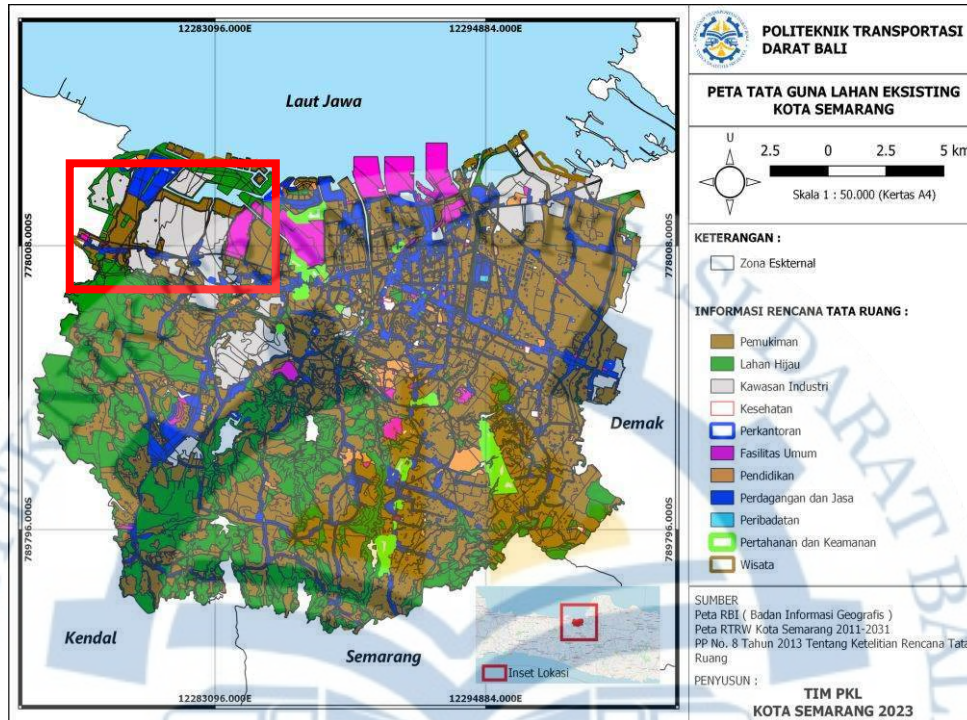 12283096.000E
12294884.000E
Laut Jawa
778008.000S
778008.000S
789796.000S
789796.000S
Demak
Kendal
Semarang
Inset Lokasi
12283096.000E
12294884.000E
POLITEKNIK TRANSPORTASI
DARAT BALI
PETA TATA GUNA LAHAN EKSISTING
KOTA SEMARANG
U
2.5 0 2.5 5 km
Skala 1 : 50.000 (Kertas A4)
KETERANGAN :
Zona Eskternal
INFORMASI RENCANA TATA RUANG :
Pemukiman
Lahan Hijau
Kawasan Industri
Kesehatan
Perkantoran
Fasilitas Umum
Pendidikan
Perdagangan dan Jasa
Peribadatan
Pertahanan dan Keamanan
Wisata
SUMBER
Peta RBI ( Badan Informasi Geografis )
Peta RTRW Kota Semarang 2011-2031
PP No. 8 Tahun 2013 Tentang Ketelitian Rencana Tata
Ruang
PENYUSUN :
TIM PKL
KOTA SEMARANG 2023